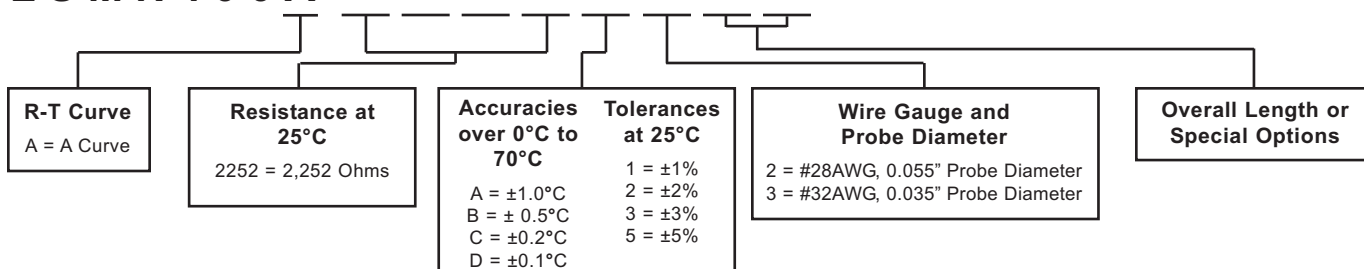 R-T Curve
A = A Curve
Resistance at
25°C
2252 = 2,252 Ohms
Accuracies
over 0°C to
70°C
A = ±1.0°C
B = ± 0.5°C
C = ±0.2°C
D = ±0.1°C
Tolerances
at 25°C
1 = ±1%
2 = ±2%
3 = ±3%
5 = ±5%
Wire Gauge and
Probe Diameter
2 = #28AWG, 0.055” Probe Diameter
3 = #32AWG, 0.035” Probe Diameter
Overall Length or
Special Options